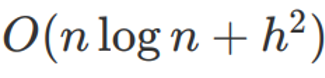 O(n log n + h²)